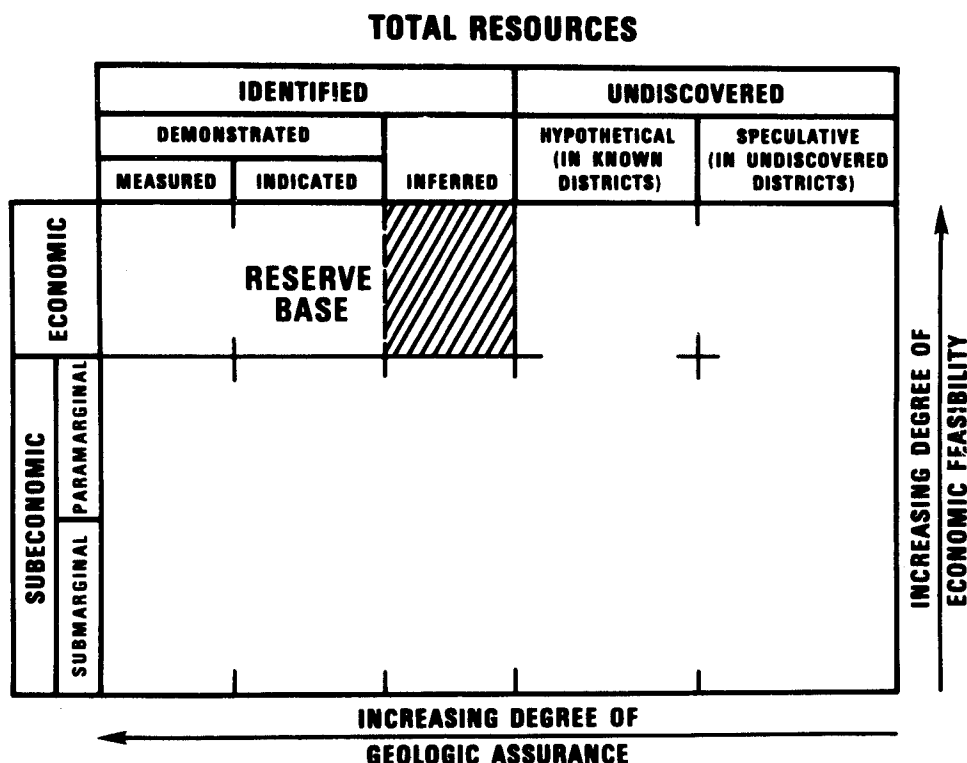 TOTAL RESOURCES
IDENTIFIED
UNDISCOVERED
DEMONSTRATED
HYPOTHETICAL
(IN KNOWN
DISTRICTS)
SPECULATIVE
(IN UNDISCOVERED
DISTRICTS)
MEASURED
INDICATED
INFERRED
ECONOMIC
RESERVE
BASE
SUBECONOMIC
PARAMARGINAL
SUBMARGINAL
INCREASING DEGREE OF
ECONOMIC FEASIBILITY
INCREASING DEGREE OF
GEOLOGIC ASSURANCE